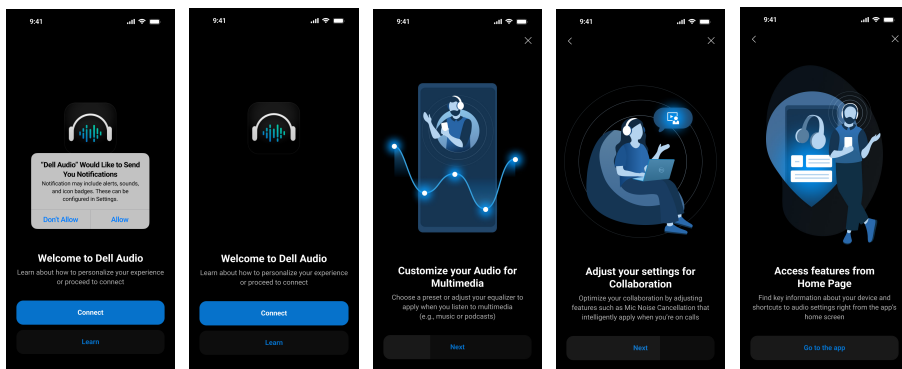 9:41
"Dell Audio" Would Like to Send
You Notifications
Notification may include alerts, sounds,
and icon badges. These can be
configured in Settings.
Don't Allow
Allow
Welcome to Dell Audio
Learn about how to personalize your experience
or proceed to connect
Connect
Learn
9:41
Welcome to Dell Audio
Learn about how to personalize your experience
or proceed to connect
Connect
Learn
9:41
Customize your Audio for
Multimedia
Choose a preset or adjust your equalizer to
apply when you listen to multimedia
(e.g., music or podcasts)
Next
9:41
Adjust your settings for
Collaboration
Optimize your collaboration by adjusting
features such as Mic Noise Cancellation that
intelligently apply when you're on calls
Next
9:41
Access features from
Home Page
Find key information about your device and
shortcuts to audio settings right from the app's
home screen
Go to the app